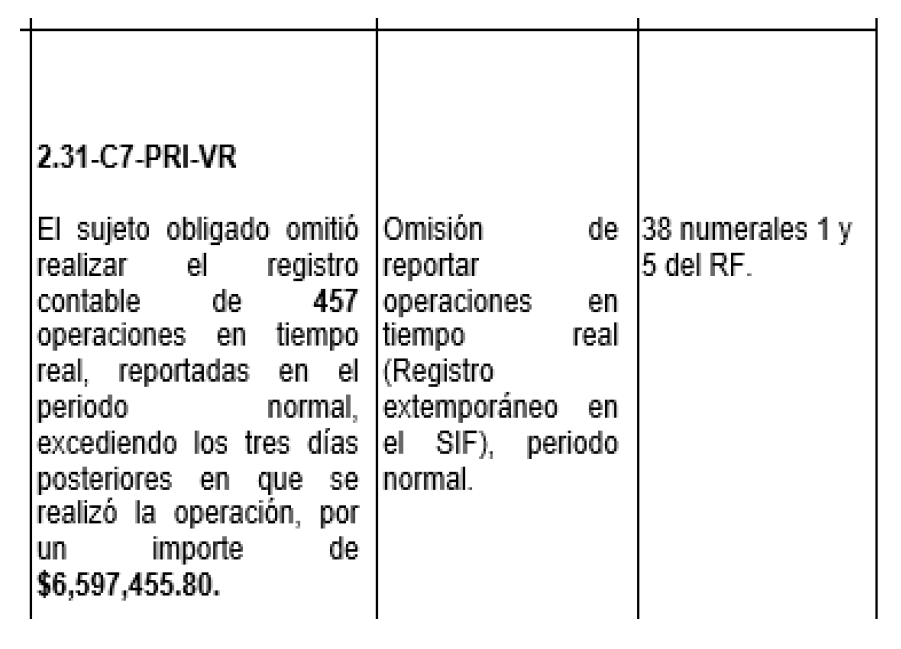 2.31-C7-PRI-VR
El sujeto obligado omitió
realizar el registro
contable de 457
operaciones en tiempo
real, reportadas en el
periodo normal,
excediendo los tres días
posteriores en que se
realizó la operación, por
un importe de
$6,597,455.80.
Omisión de
reportar
operaciones en
tiempo real
(Registro
extemporáneo en
el SIF), periodo
normal.
38 numerales 1 y
5 del RF.